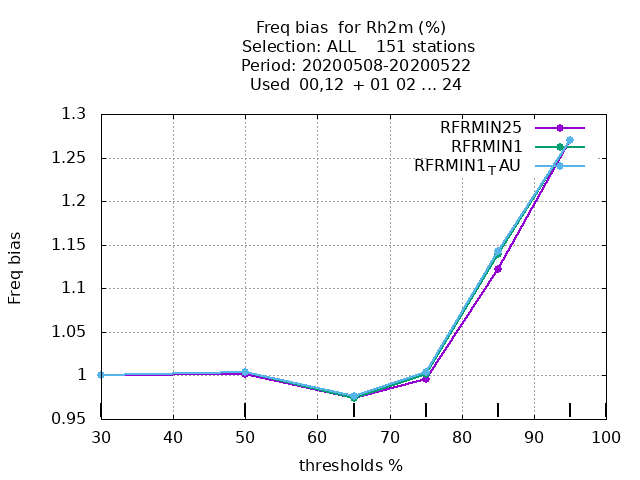 Freq bias for Rh2m (%)
Selection: ALL 151 stations
Period: 20200508-20200522
Used 00,12 + 01 02 ... 24
RFRMIN25
RFRMIN1
RFRMIN1TAU
Freq bias
1.3
1.25
1.2
1.15
1.1
1.05
1
0.95
30 40 50 60 70 80 90 100
thresholds %